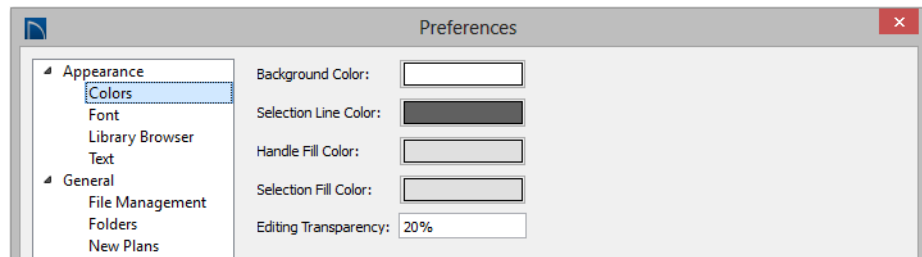 Preferences
Appearance
Colors
Font
Library Browser
Text
General
File Management
Folders
New Plans
Background Color:
Selection Line Color:
Handle Fill Color:
Selection Fill Color:
Editing Transparency: 20%